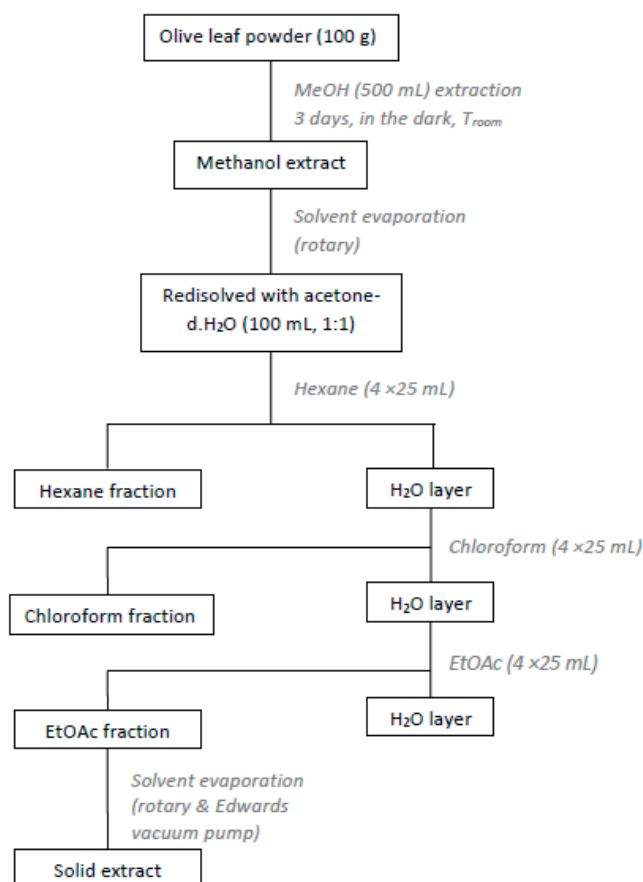 Olive leaf powder (100 g)
MeOH (500 mL) extraction
3 days, in the dark, Troom
Methanol extract
Solvent evaporation
(rotary)
Redisolved with acetone-
d.H₂O (100 mL, 1:1)
Hexane (4 ×25 mL)
Hexane fraction
H₂O layer
Chloroform (4 ×25 mL)
Chloroform fraction
H₂O layer
EtOAc (4 ×25 mL)
EtOAc fraction
H₂O layer
Solvent evaporation
(rotary & Edwards
vacuum pump)
Solid extract